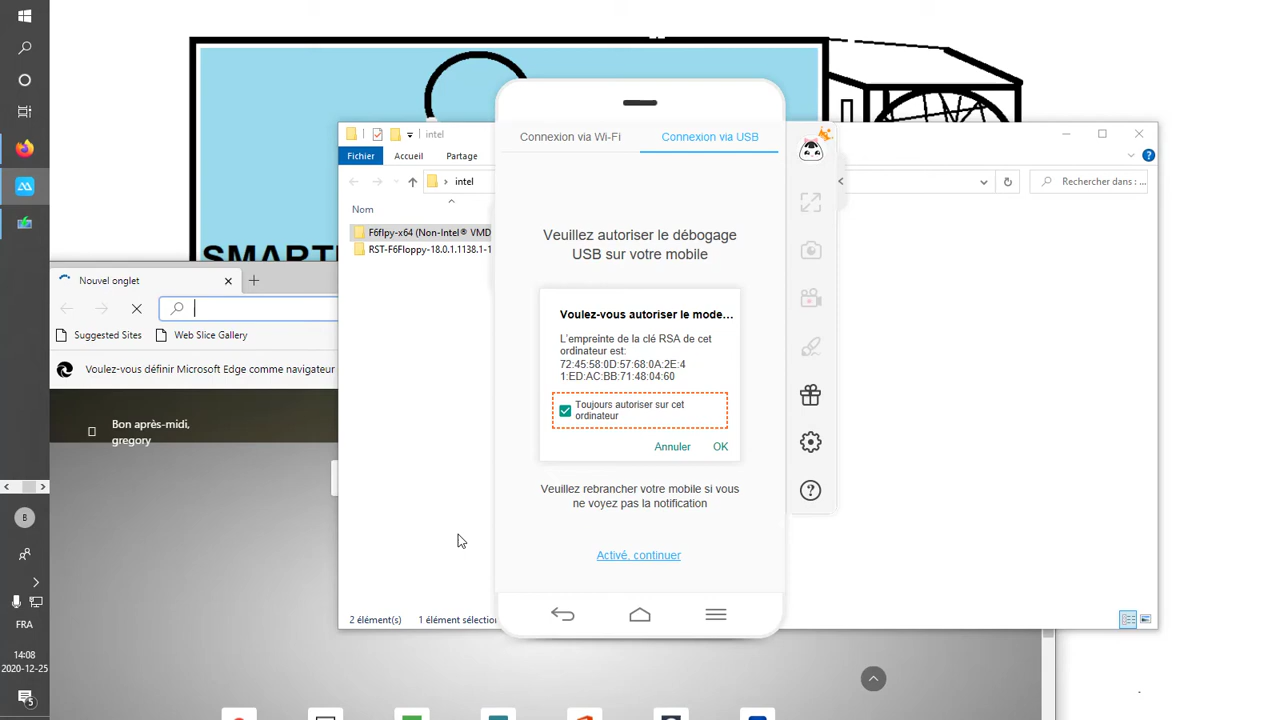 intel
Fichier
Accueil
Partage
intel
Rechercher dans : ...
Nom
F6flpy-x64 (Non-Intel® VMD
RST-F6Floppy-18.0.1.1138.1-1
2 élément(s)
1 élément sélection
Connexion via Wi-Fi
Connexion via USB
Veuillez autoriser le débogage
USB sur votre mobile
Voulez-vous autoriser le mode...
L'empreinte de la clé RSA de cet
ordinateur est:
72:45:58:0D:57:68:0A:2E:4
1:ED:AC:BB:71:48:04:60
Toujours autoriser sur cet
ordinateur
Annuler
OK
Veuillez rebrancher votre mobile si vous
ne voyez pas la notification
Activé, continuer
Nouvel onglet
Suggested Sites
Web Slice Gallery
Voulez-vous définir Microsoft Edge comme navigateur
Bon après-midi,
gregory
B
FRA
14:08
2020-12-25
5